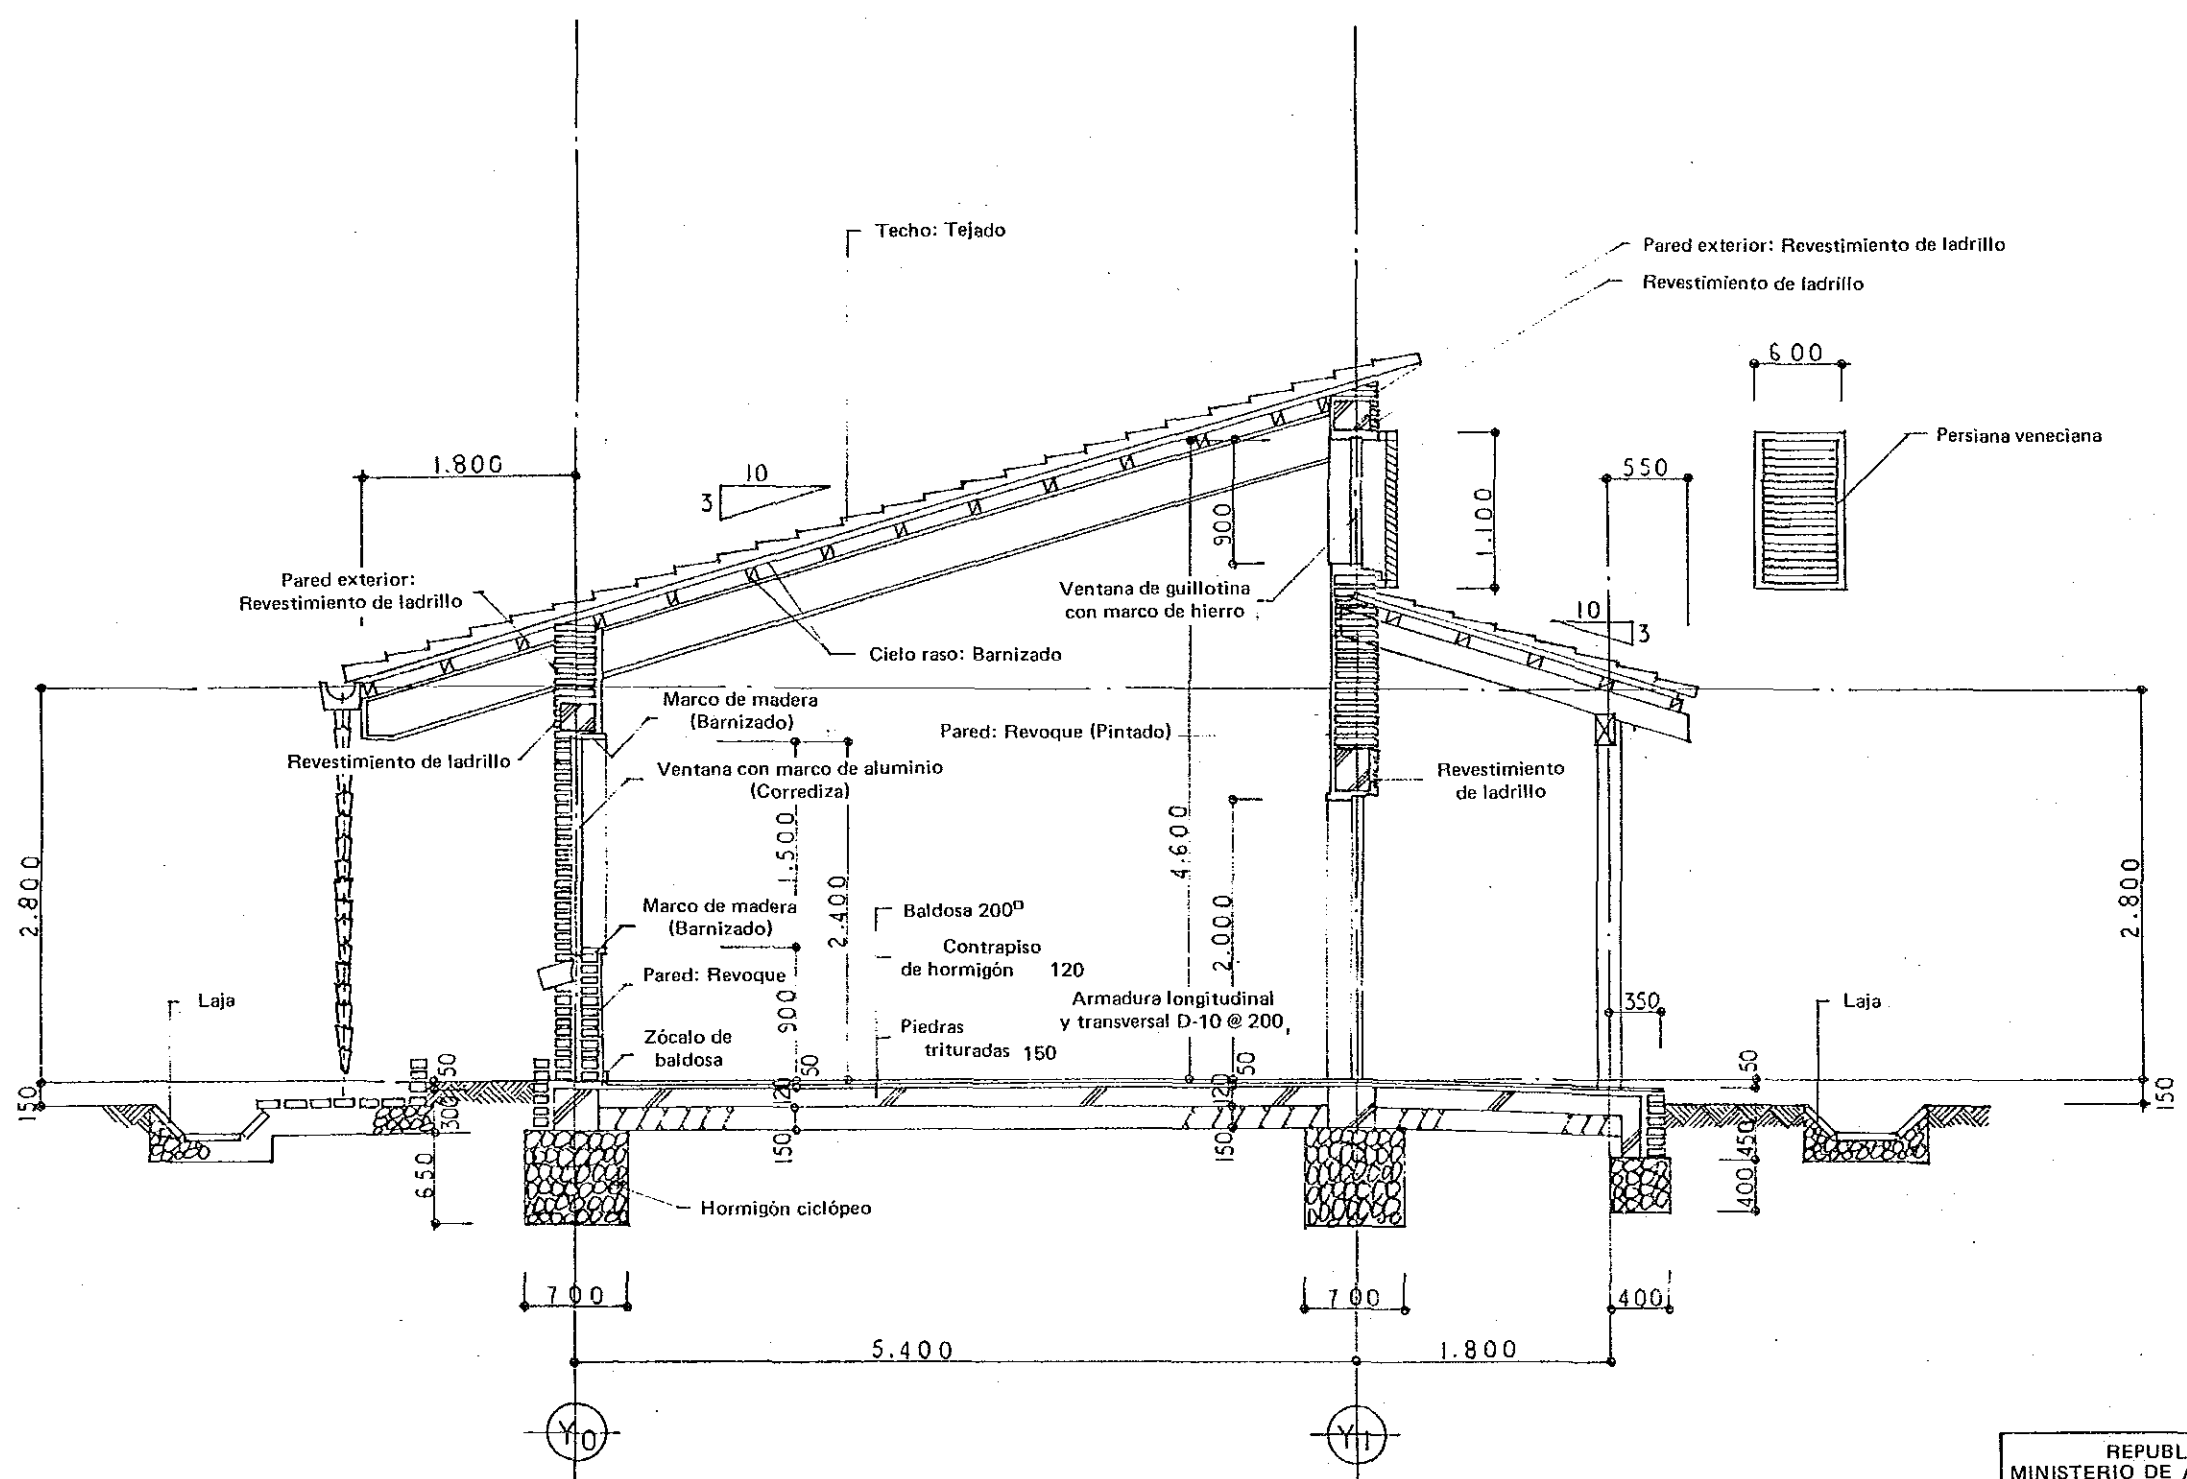 Techo: Tejado
Pared exterior: Revestimiento de ladrillo
Revestimiento de ladrillo
600
Persiana veneciana
1.800
10
3
550
900
1.100
Pared exterior:
Revestimiento de ladrillo
Ventana de guillotina
con marco de hierro
10
3
Cielo raso: Barnizado
Marco de madera
(Barnizado)
Pared: Revoque (Pintado)
Revestimiento de ladrillo
Ventana con marco de aluminio
(Corrediza)
Revestimiento
de ladrillo
2.800
1.500
2.400
4.600
2.000
2.800
Marco de madera
(Barnizado)
Baldosa 200□
Contrapiso
de hormigón 120
Pared: Revoque
900
Armadura longitudinal
y transversal D-10 @ 200,
350
Laja
Laja
Zócalo de
baldosa
Piedras
trituradas 150
50
50
50
50
150
300
120
120
150
150
150
450
650
400
Hormigón ciclópeo
700
700
400
5.400
1.800
Y0
Y1
REPUBL
MINISTERIO DE A